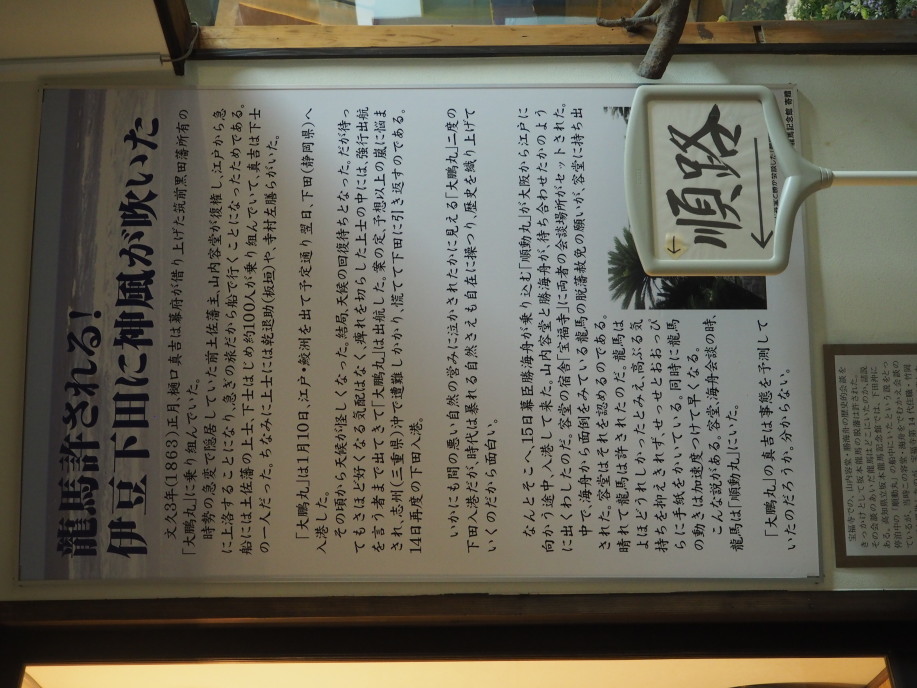 龍馬許される！
伊豆下田に神風が吹いた
文久3年(1863)正月、樋口真吉は幕府が借り上げた筑前黒田藩所有の
「大鵬丸」に乗り組んでいた。
時勢の急変で隠居していた前土佐藩主、山内容堂が復権し、江戸から急
に上洛することになり、急ぎの旅だから船で行くことになったためである。
船には土佐藩の上士、下士はじめ約100人が乗り組んでいて、真吉は下士
の一人だった。ちなみに上士には乾退助(板垣)や、寺村左膳らがいた。
「大鵬丸」は1月10日、江戸・鮫洲を出て予定通り翌日、下田(静岡県)へ
入港した。
その頃から天候が怪しくなった。結局、天候の回復待ちとなった。だが待っ
てもさほど好くなる気配はなく、痺れを切らした上士の中には、強行出航
を言う者まで出てきて「大鵬丸」は出航した。案の定、予想以上の嵐に悩ま
され、志州(三重県)沖で遭難しかかり、慌てて下田に引き返すのである。
14日再度の下田入港。
いかにも間の悪い自然の営みに泣かされたかに見える「大鵬丸」二度の
下田入港だが、時代は暴れる自然さえも自在に操つり、歴史を織り上げて
いくのだから面白い。
なんとそこへ、15日幕臣勝海舟が乗り込む「順動丸」が大阪から江戸に
向かう途中、入港して来た。山内容堂と勝海舟が、待ち合わせたかのよう
に出くわしたのだ。容堂の宿舎「宝福寺」に両者の会談場所がセットされた。
中で、海舟から面倒をみている龍馬の脱藩赦免の願いが、容堂に持ち出
された。容堂はそれを認めるのである。
晴れて龍馬は許されたのだ。龍馬は
よほどうれしかったとみえ、高ぶる気
持を抑えきれず、せっせとおおっぴ
らに手紙をかいている。同時に龍馬
の動きは加速度をつけて早くなる。
こんな説がある。容堂、海舟会談の時、
龍馬は「順動丸」にいた。
「大鵬丸」の真吉は事態を予測して
いたのだろうか。分からない。
馬記念館 寄贈
順路